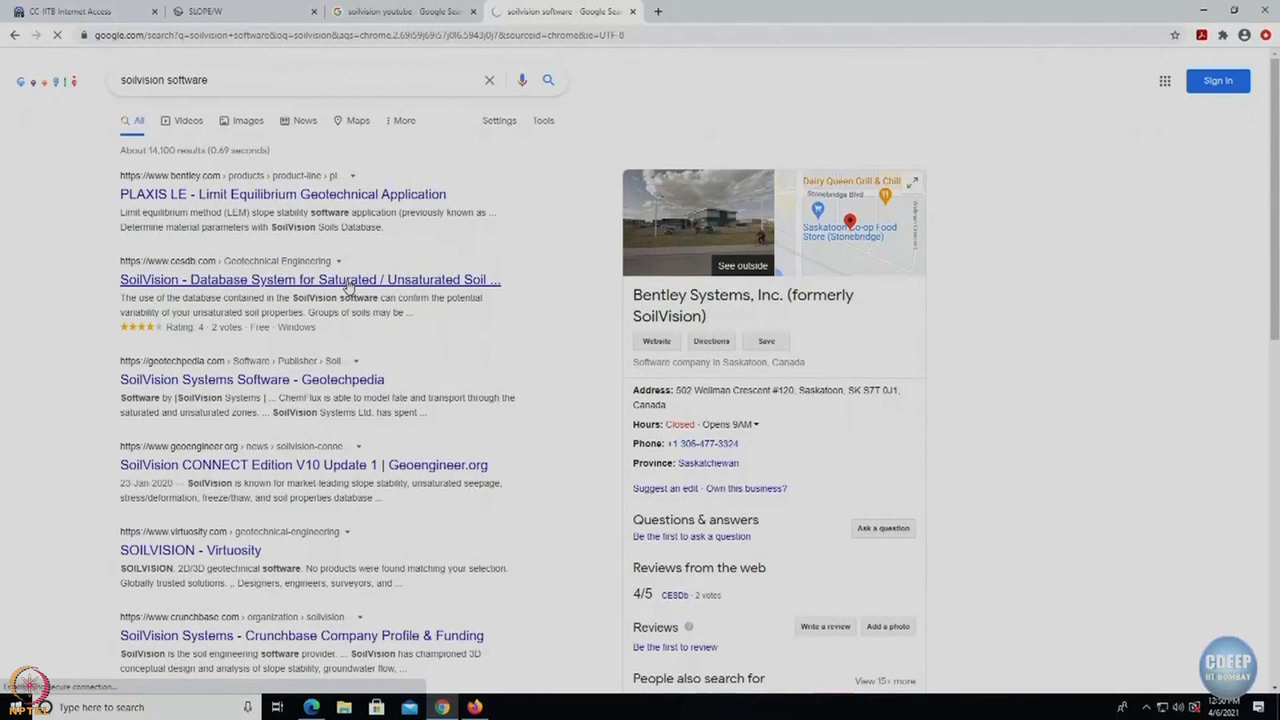 CC-IITB Internet Access
SLOPE/W
soilvision youtube - Google Sear
soilvision software - Google Sea
google.com/search?q=soilvision+software&oq=soilvision&aqs=chrome.2.69i59j69i57j0l6.5943j0j7&sourceid=chrome&ie=UTF-8
soilvision software
Sign in
All Videos Images News Maps More Settings Tools
About 14,100 results (0.69 seconds)
https://www.bentley.com › products › product-line › pl...
PLAXIS LE - Limit Equilibrium Geotechnical Application
Limit equilibrium method (LEM) slope stability software application (previously known as ...
Determine material parameters with SoilVision Soils Database.
https://www.cesdb.com › Geotechnical Engineering
SoilVision - Database System for Saturated / Unsaturated Soil ...
The use of the database contained in the SoilVision software can confirm the potential
variability of your unsaturated soil properties. Groups of soils may be ...
Rating: 4 · 2 votes · Free · Windows
https://geotechpedia.com › Software › Publisher › Soil...
SoilVision Systems Software - Geotechpedia
Software by |SoilVision Systems | ... ChemFlux is able to model fate and transport through the
saturated and unsaturated zones. ... SoilVision Systems Ltd. has spent ...
https://www.geoengineer.org › news › soilvision-conne...
SoilVision CONNECT Edition V10 Update 1 | Geoengineer.org
23-Jan-2020 — SoilVision is known for market-leading slope stability, unsaturated seepage,
stress/deformation, freeze/thaw, and soil properties database ...
https://www.virtuosity.com › geotechnical-engineering
SOILVISION - Virtuosity
SOILVISION. 2D/3D geotechnical software. No products were found matching your selection.
Globally trusted solutions. ,. Designers, engineers, surveyors, and ...
https://www.crunchbase.com › organization › soilvision...
SoilVision Systems - Crunchbase Company Profile & Funding
SoilVision is the soil engineering software provider. ... SoilVision has championed 3D
conceptual design and analysis of slope stability, groundwater flow, ...
See outside
Dairy Queen Grill & Chill
Stonebridge Blvd
Saskatoon Co-op Food
Store (Stonebridge)
Bentley Systems, Inc. (formerly
SoilVision)
Website Directions Save
Software company in Saskatoon, Canada
Address: 502 Wellman Crescent #120, Saskatoon, SK S7T 0J1,
Canada
Hours: Closed · Opens 9AM
Phone: +1 306-477-3324
Province: Saskatchewan
Suggest an edit · Own this business?
Questions & answers
Be the first to ask a question
Ask a question
Reviews from the web
4/5 CESDb · 2 votes
Reviews
Write a review Add a photo
Be the first to review
People also search for
View 15+ more
CDEEP
IIT BOMBAY
NPTEL
Type here to search
12:50 PM
4/6/2021